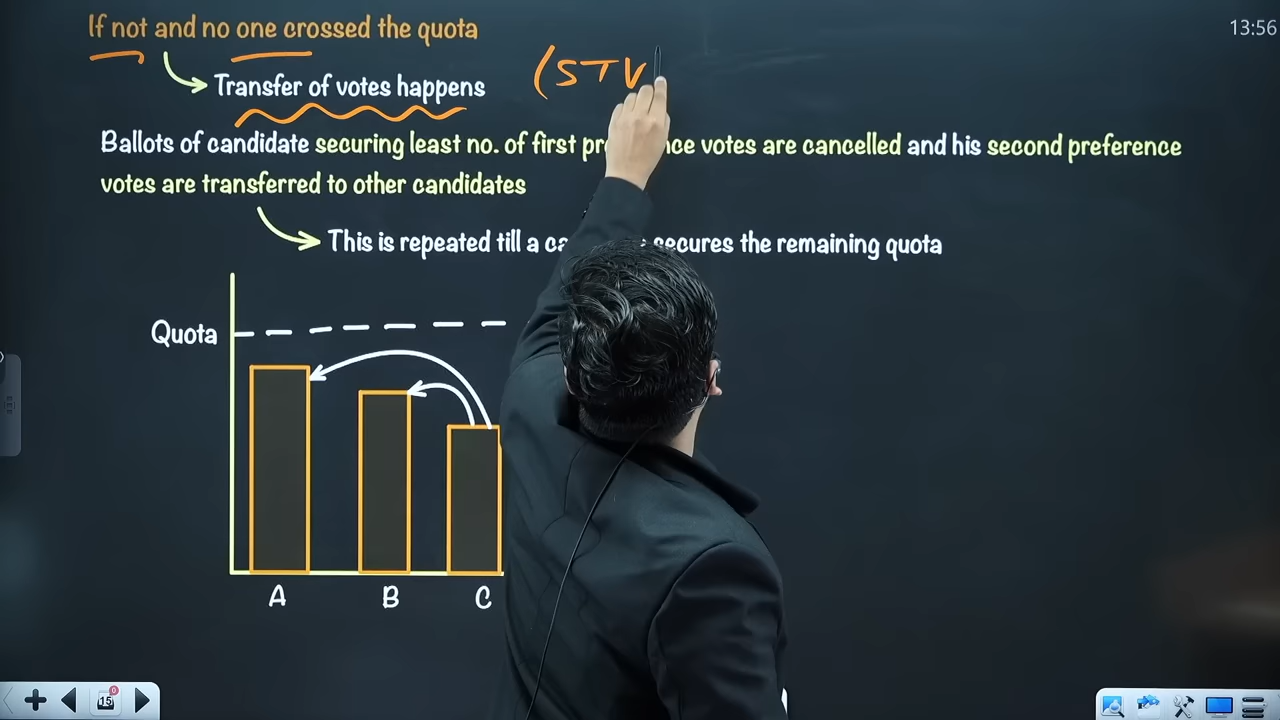 If not and no one crossed the quota
13:56
Transfer of votes happens (STV
Ballots of candidate securing least no. of first votes are cancelled and his second preference
votes are transferred to other candidates
This is repeated till a secures the remaining quota
Quota
A B C
15
0